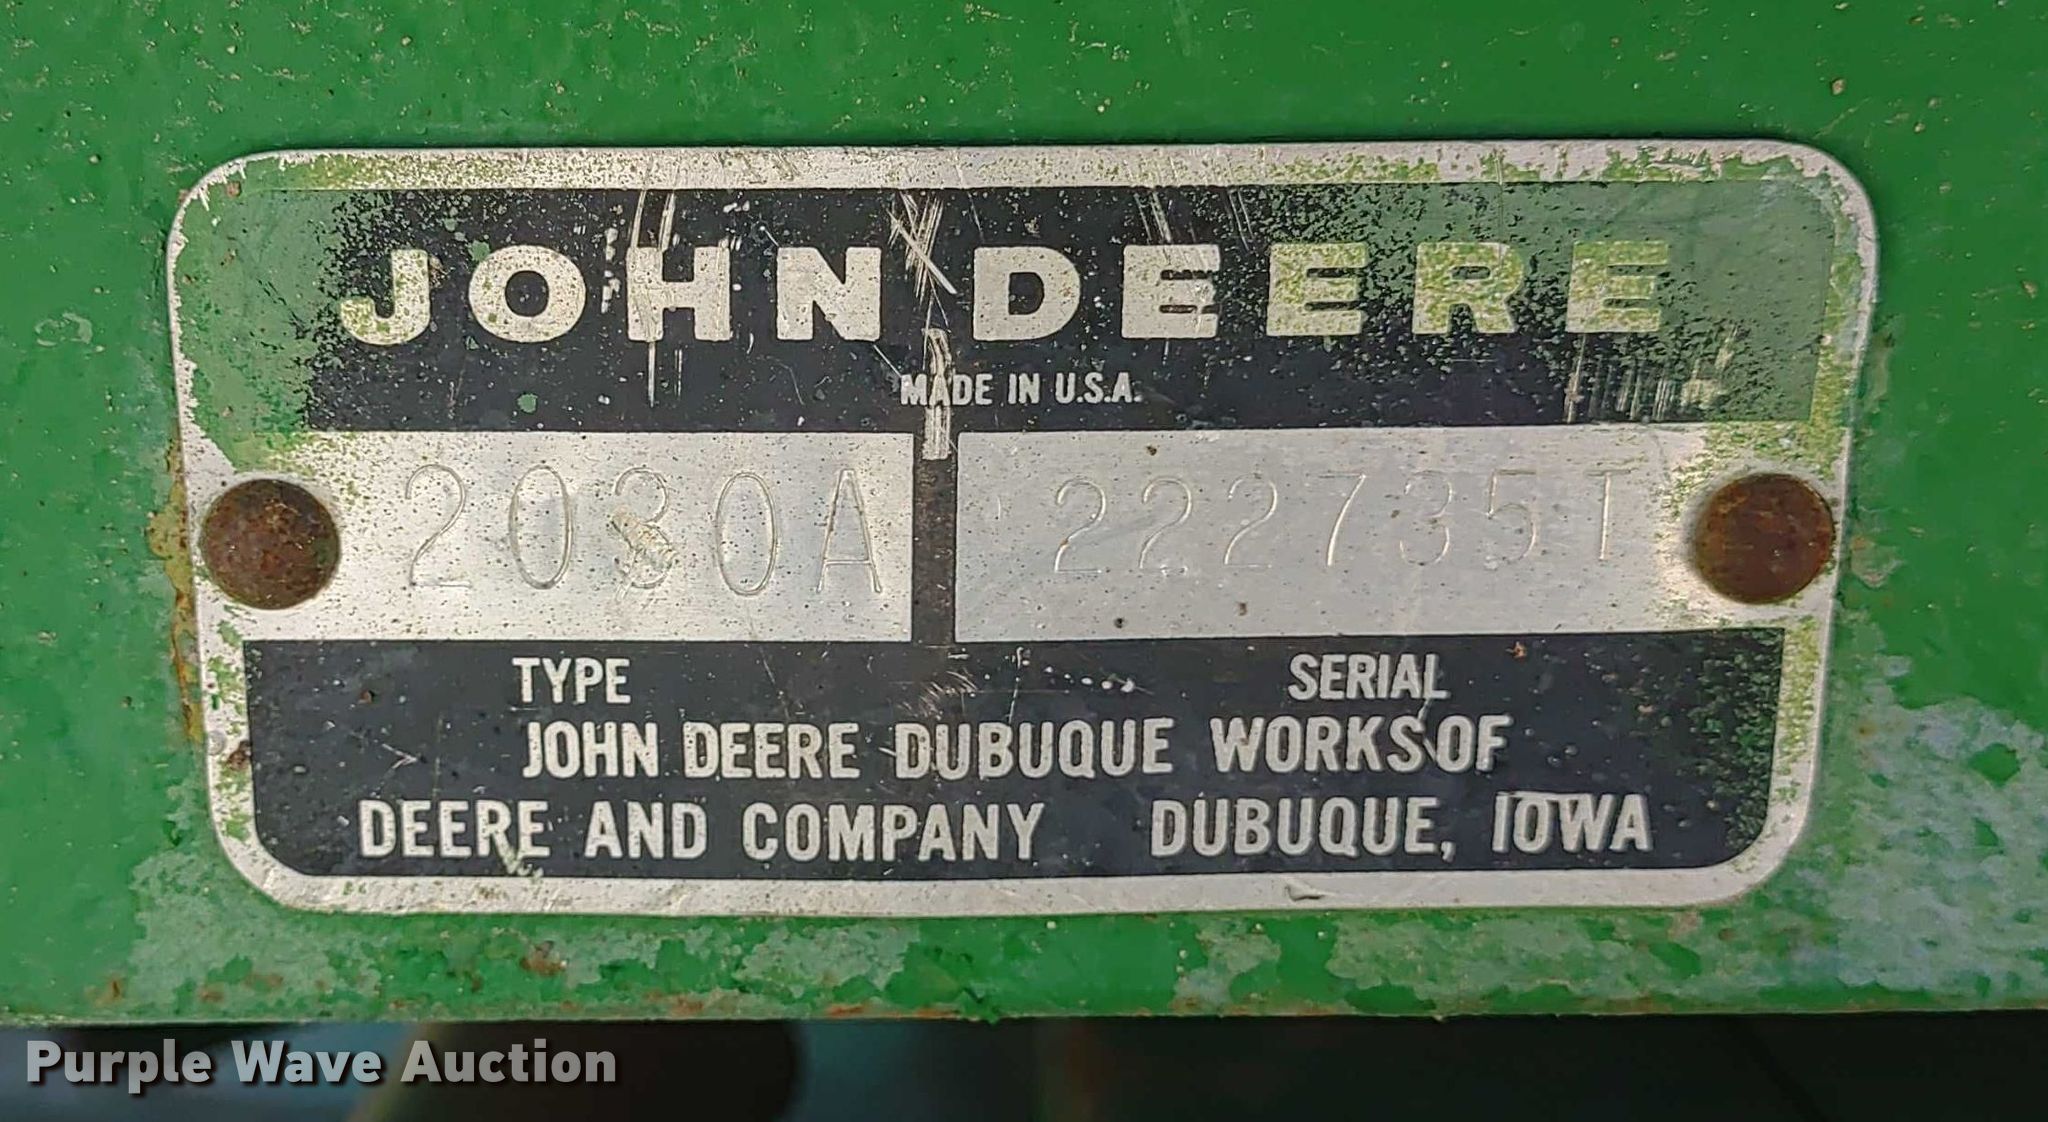 JOHN DEERE
MADE IN U.S.A.
2030A 222735T
TYPE SERIAL
JOHN DEERE DUBUQUE WORKS OF
DEERE AND COMPANY DUBUQUE, IOWA
Purple Wave Auction